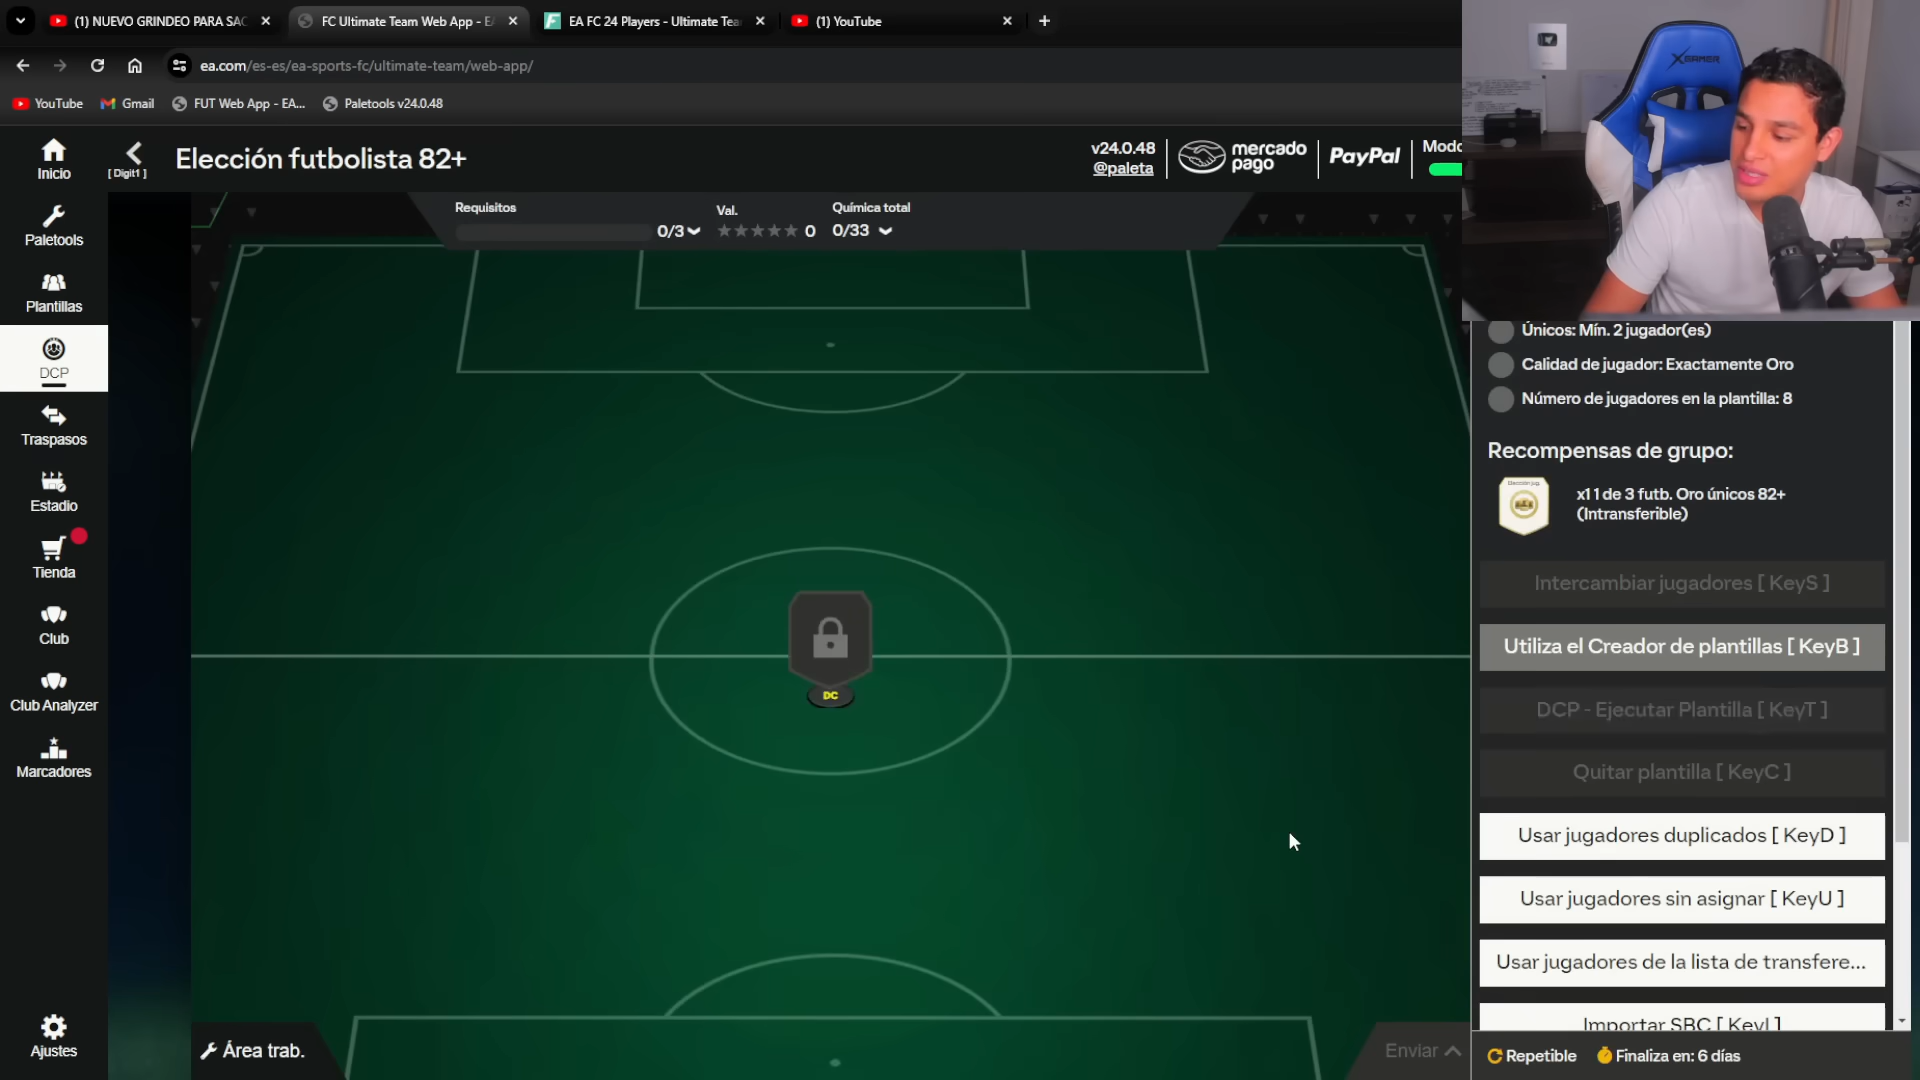 (1) NUEVO GRINDEO PARA SAC
FC Ultimate Team Web App - EA
EA FC 24 Players - Ultimate Tea
(1) YouTube
ea.com/es-es/ea-sports-fc/ultimate-team/web-app/
YouTube
Gmail
FUT Web App - EA...
Paletools v24.0.48
Inicio
[ Digit1 ]
Elección futbolista 82+
v24.0.48
@paleta
mercado
pago
PayPal
Modo
XGAMER
Paletools
Plantillas
DCP
Traspasos
Estadio
Tienda
Club
Club Analyzer
Marcadores
Ajustes
Requisitos
0/3
Val.
0
Química total
0/33
DC
Área trab.
Enviar
Únicos: Mín. 2 jugador(es)
Calidad de jugador: Exactamente Oro
Número de jugadores en la plantilla: 8
Recompensas de grupo:
x1 1 de 3 futb. Oro únicos 82+
(Intransferible)
Intercambiar jugadores [ KeyS ]
Utiliza el Creador de plantillas [ KeyB ]
DCP - Ejecutar Plantilla [ KeyT ]
Quitar plantilla [ KeyC ]
Usar jugadores duplicados [ KeyD ]
Usar jugadores sin asignar [ KeyU ]
Usar jugadores de la lista de transfere...
Importar SBC [ KeyI ]
Repetible
Finaliza en: 6 días